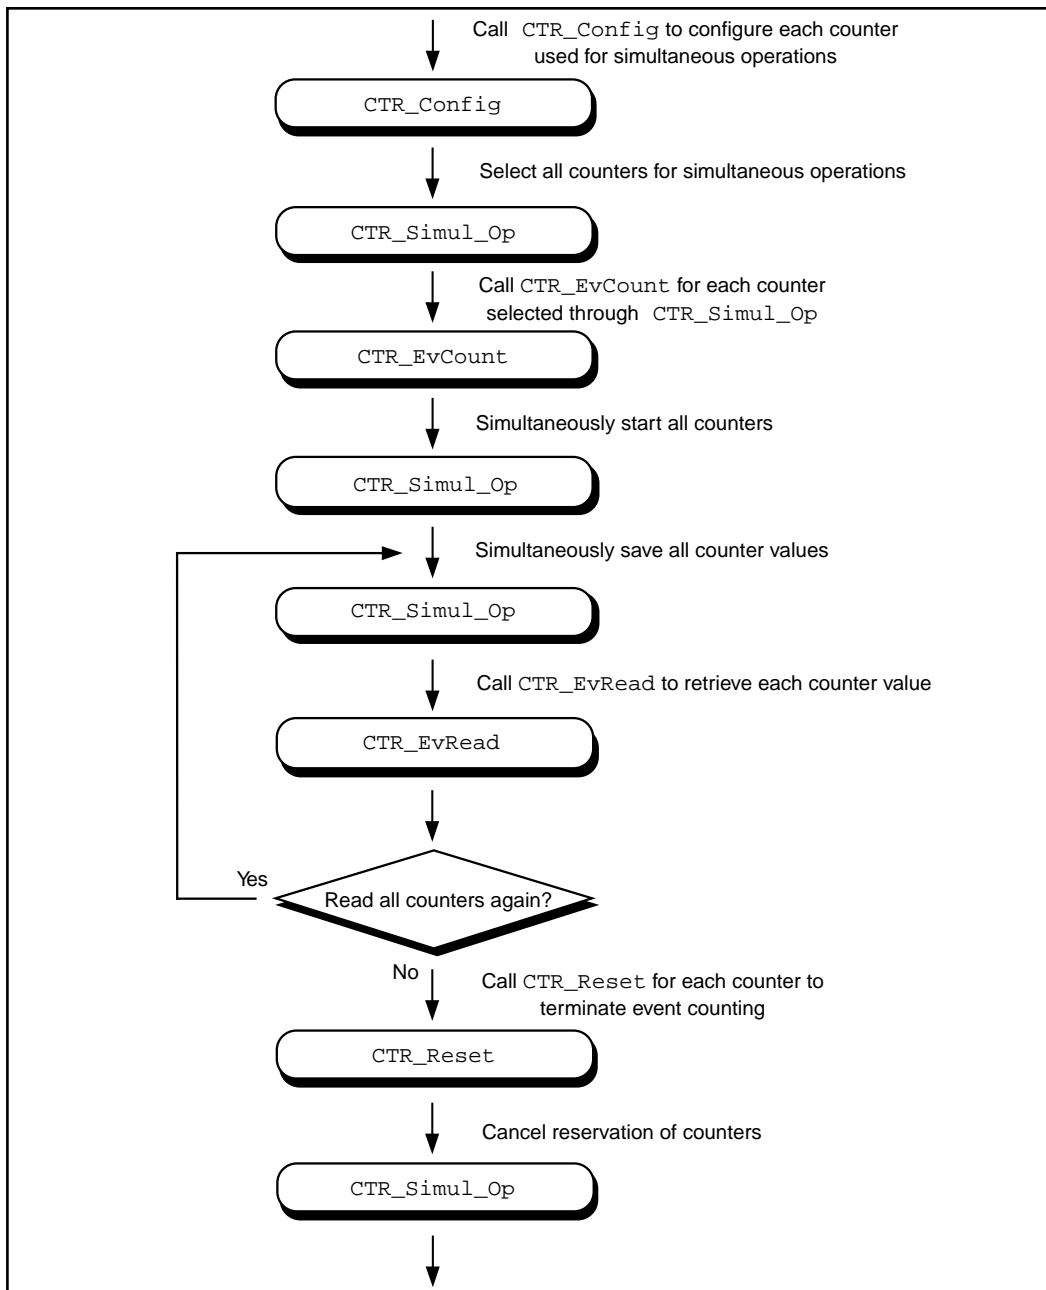 Call CTR_Config to configure each counter
used for simultaneous operations
CTR_Config
Select all counters for simultaneous operations
CTR_Simul_Op
Call CTR_EvCount for each counter
selected through CTR_Simul_Op
CTR_EvCount
Simultaneously start all counters
CTR_Simul_Op
Simultaneously save all counter values
CTR_Simul_Op
Call CTR_EvRead to retrieve each counter value
CTR_EvRead
Yes
Read all counters again?
No
Call CTR_Reset for each counter to
terminate event counting
CTR_Reset
Cancel reservation of counters
CTR_Simul_Op